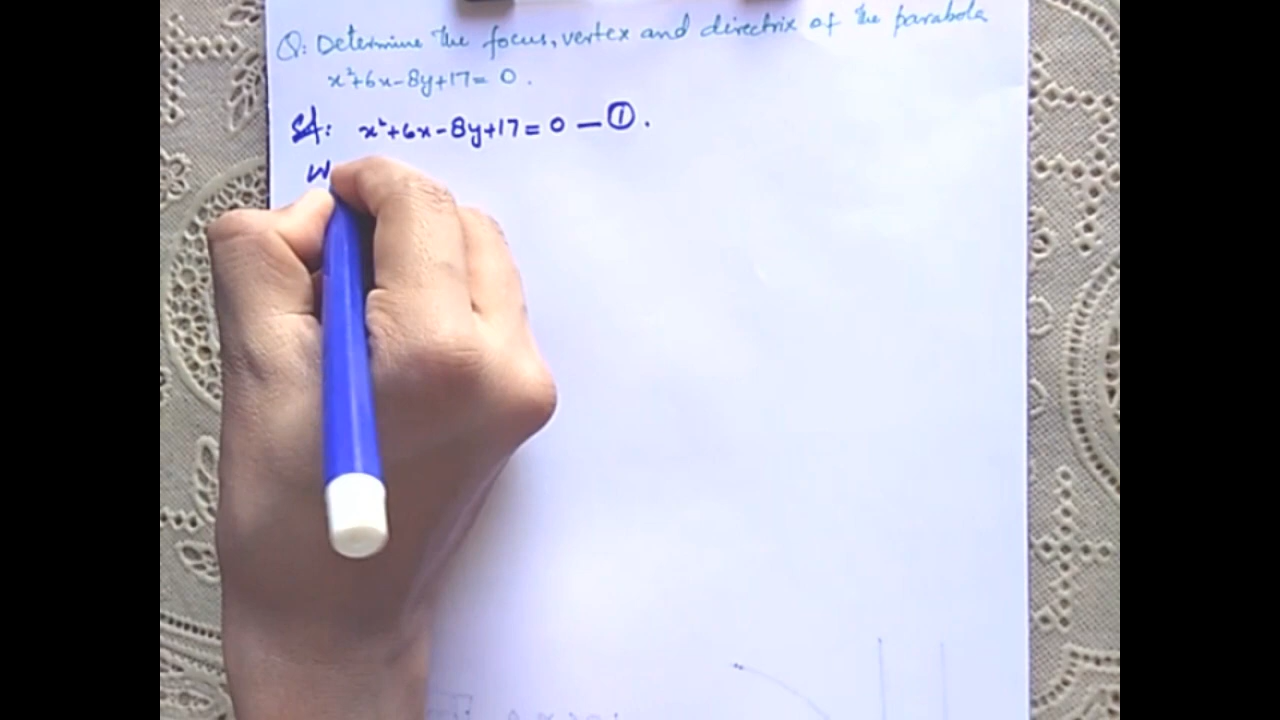 Q: Determine the focus, vertex and directrix of the parabola
x²+6x-8y+17= 0 .
Sol: x²+6x-8y+17= 0 — ① .
W